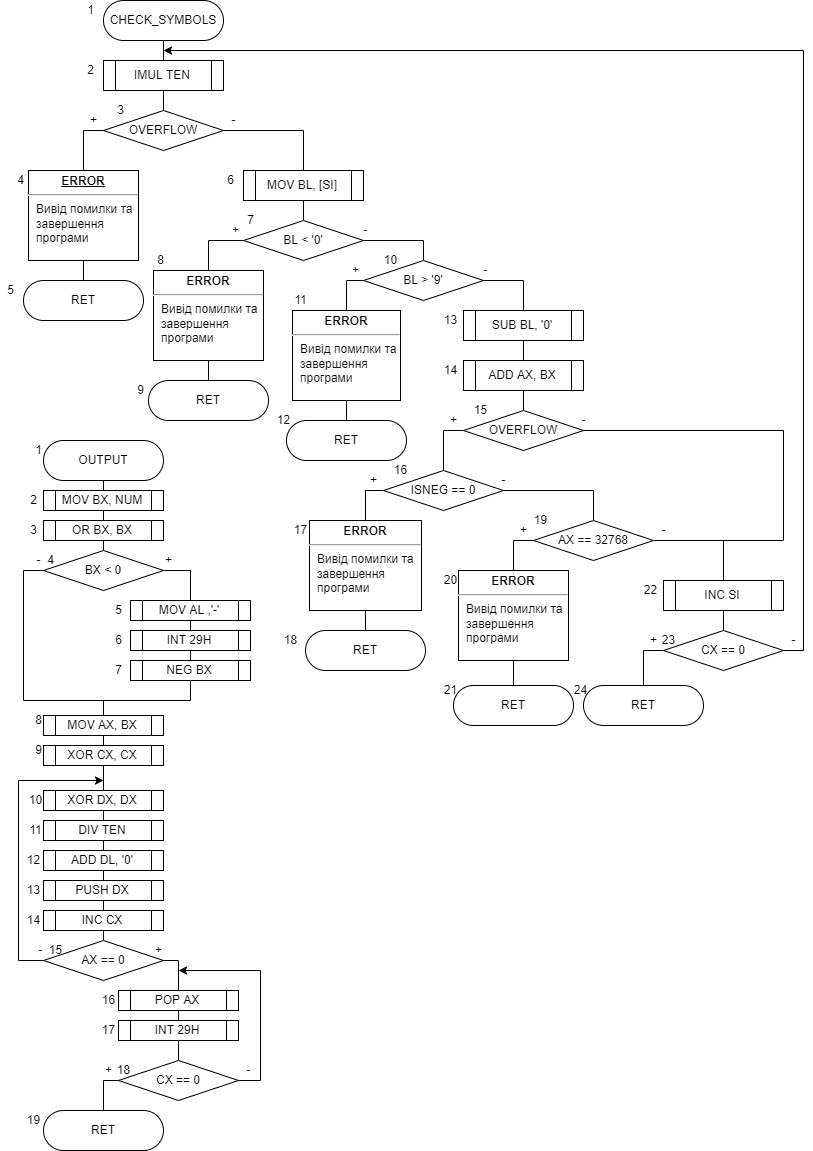 1
CHECK_SYMBOLS
2
IMUL TEN
3
+
OVERFLOW
-
4
ERROR
Вивід помилки та
завершення
програми
5
RET
6
MOV BL, [SI]
7
+
BL < '0'
-
8
ERROR
Вивід помилки та
завершення
програми
9
RET
10
+
BL > '9'
-
11
ERROR
Вивід помилки та
завершення
програми
12
RET
13
SUB BL, '0'
14
ADD AX, BX
15
+
OVERFLOW
-
16
+
ISNEG == 0
-
17
ERROR
Вивід помилки та
завершення
програми
18
RET
19
+
AX == 32768
-
20
ERROR
Вивід помилки та
завершення
програми
21
RET
22
INC SI
+ 23
CX == 0
-
24
RET
1
OUTPUT
2
MOV BX, NUM
3
OR BX, BX
- 4
BX < 0
+
5
MOV AL ,'-'
6
INT 29H
7
NEG BX
8
MOV AX, BX
9
XOR CX, CX
10
XOR DX, DX
11
DIV TEN
12
ADD DL, '0'
13
PUSH DX
14
INC CX
- 15
AX == 0
+
16
POP AX
17
INT 29H
+ 18
CX == 0
-
19
RET